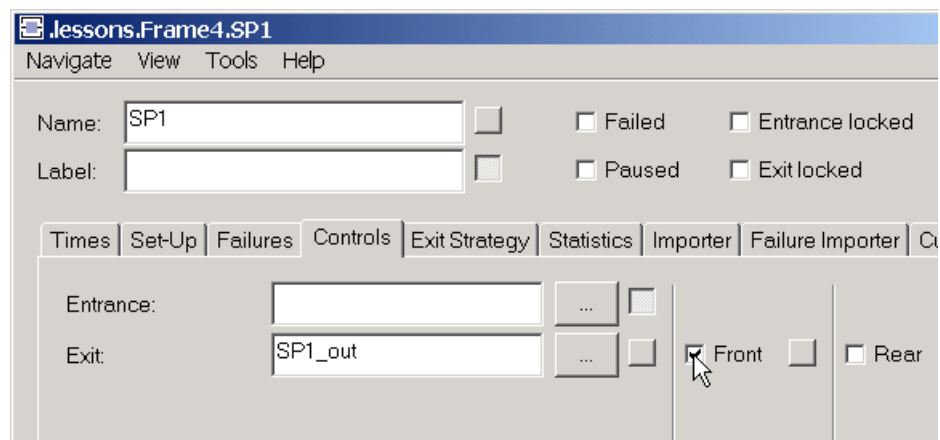 .lessons.Frame4.SP1
Navigate View Tools Help
Name: SP1 Failed Entrance locked
Label: Paused Exit locked
Times Set-Up Failures Controls Exit Strategy Statistics Importer Failure Importer
Entrance: ...
Exit: SP1_out ... Front Rear